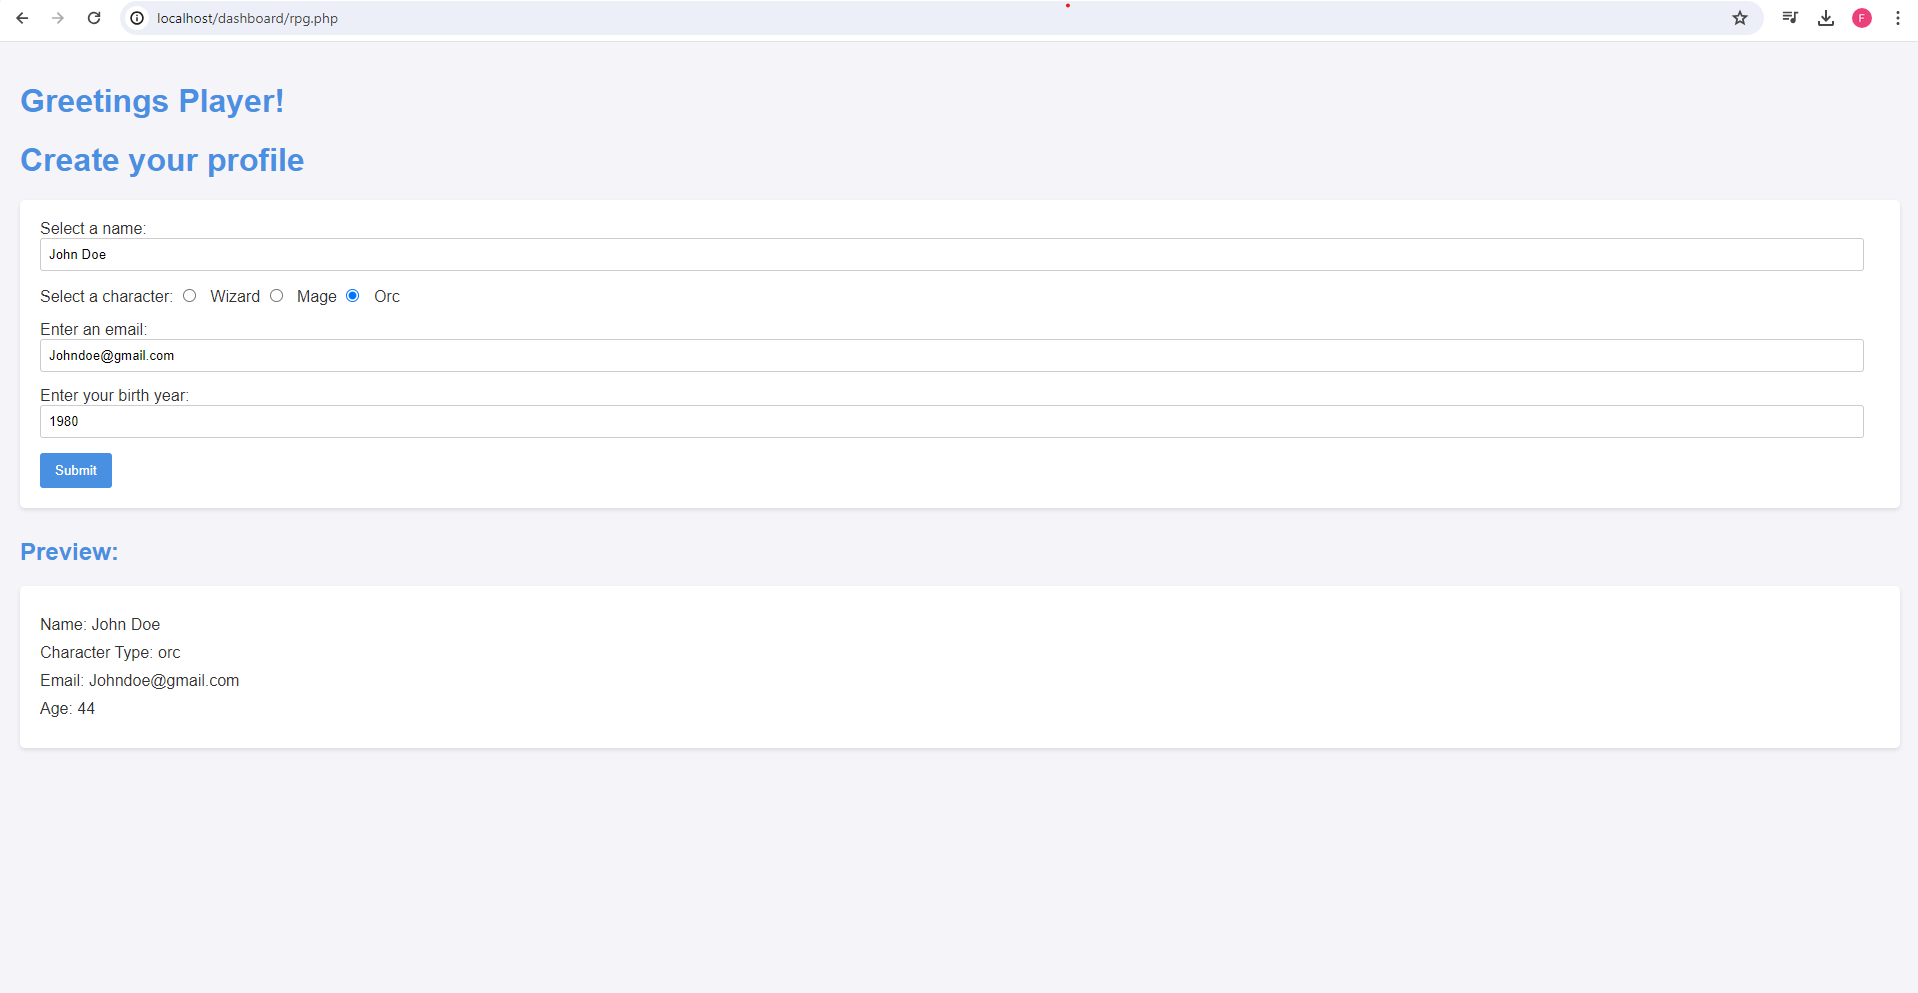 localhost/dashboard/rpg.php
F
Greetings Player!
Create your profile
Select a name:
John Doe
Select a character: Wizard Mage Orc
Enter an email:
Johndoe@gmail.com
Enter your birth year:
1980
Submit
Preview:
Name: John Doe
Character Type: orc
Email: Johndoe@gmail.com
Age: 44